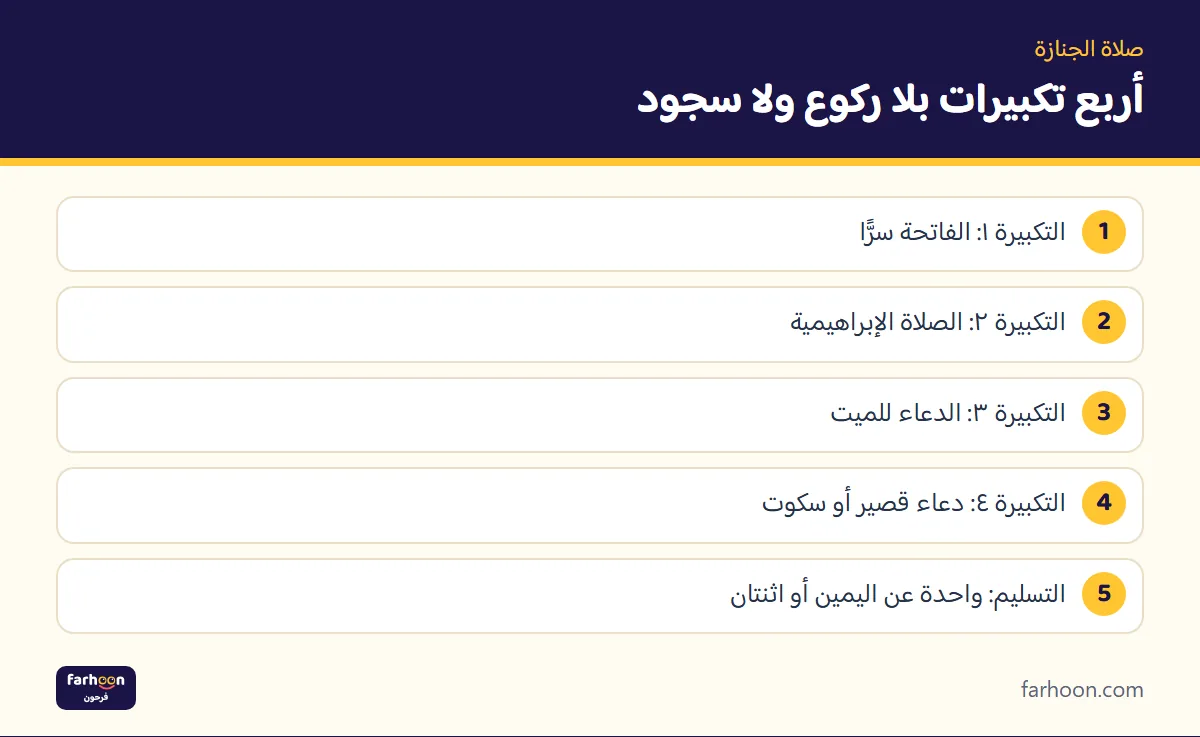 صلاة الجنازة
أربع تكبيرات بلا ركوع ولا سجود
1 التكبيرة ١: الفاتحة سرًّا
2 التكبيرة ٢: الصلاة الإبراهيمية
3 التكبيرة ٣: الدعاء للميت
4 التكبيرة ٤: دعاء قصير أو سكوت
5 التسليم: واحدة عن اليمين أو اثنتان
farhoon.com
farhoon
فرحون